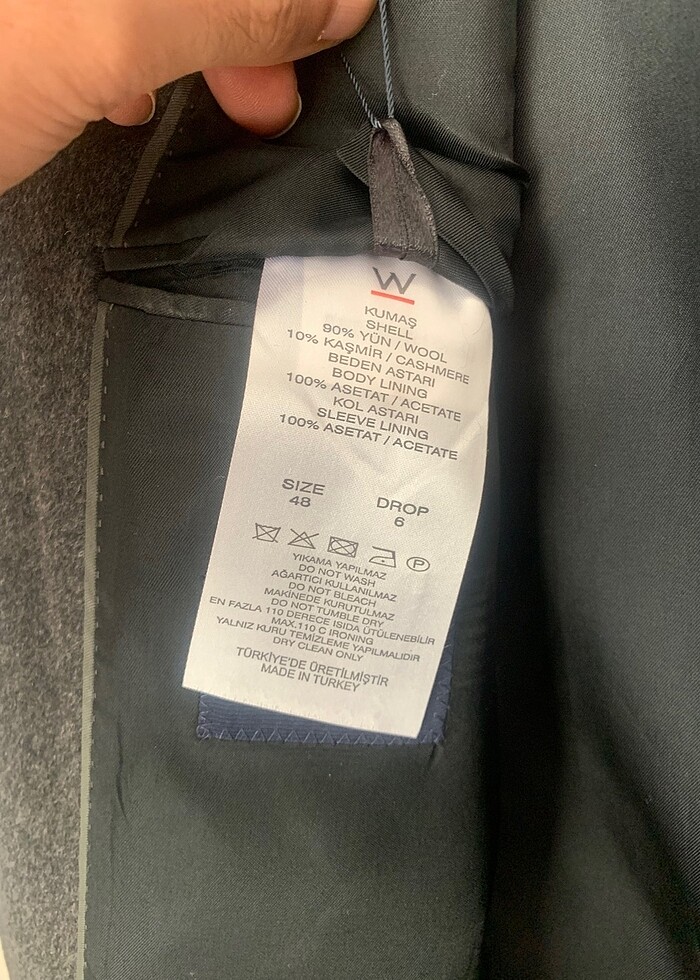 W
KUMAŞ
SHELL
90% YÜN / WOOL
10% KAŞMİR / CASHMERE
BEDEN ASTARI
BODY LINING
100% ASETAT / ACETATE
KOL ASTARI
SLEEVE LINING
100% ASETAT / ACETATE
SIZE DROP
48 6
P
YIKAMA YAPILMAZ
DO NOT WASH
AĞARTICI KULLANILMAZ
DO NOT BLEACH
MAKİNEDE KURUTULMAZ
DO NOT TUMBLE DRY
EN FAZLA 110 DERECE ISIDA ÜTÜLENEBİLİR
MAX.110 C IRONING
YALNIZ KURU TEMİZLEME YAPILMALIDIR
DRY CLEAN ONLY
TÜRKİYE'DE ÜRETİLMİŞTİR
MADE IN TURKEY